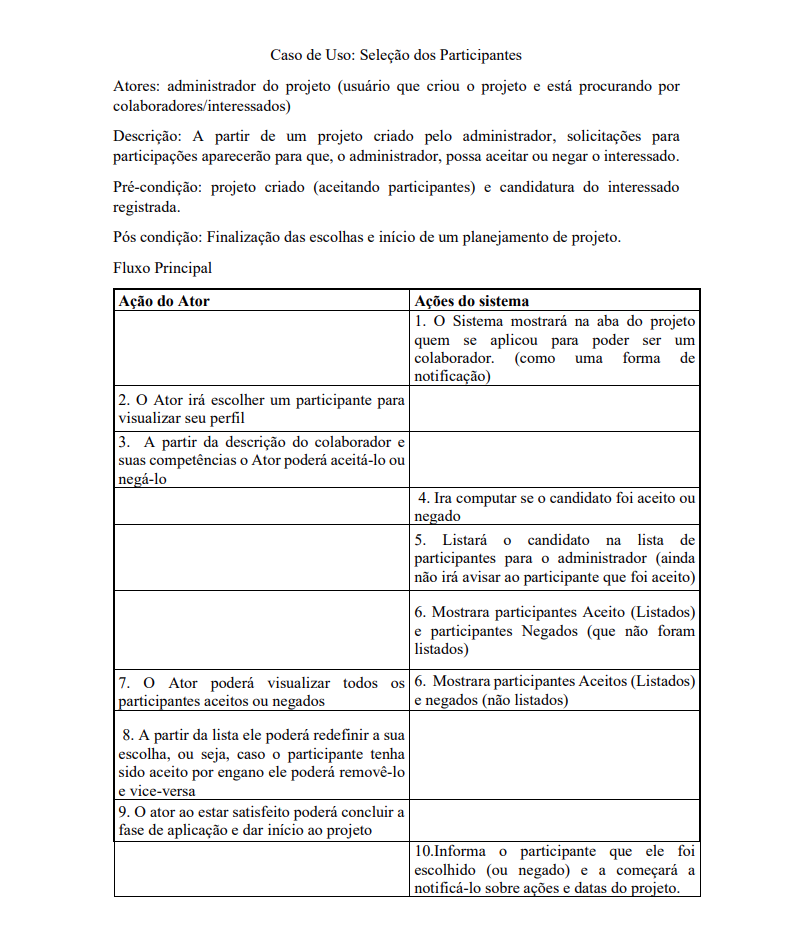 Caso de Uso: Seleção dos Participantes
Atores: administrador do projeto (usuário que criou o projeto e está procurando por
colaboradores/interessados)
Descrição: A partir de um projeto criado pelo administrador, solicitações para
participações aparecerão para que, o administrador, possa aceitar ou negar o interessado.
Pré-condição: projeto criado (aceitando participantes) e candidatura do interessado
registrada.
Pós condição: Finalização das escolhas e início de um planejamento de projeto.
Fluxo Principal
Ação do Ator
Ações do sistema
1. O Sistema mostrará na aba do projeto
quem se aplicou para poder ser um
colaborador. (como uma forma de
notificação)
2. O Ator irá escolher um participante para
visualizar seu perfil
3. A partir da descrição do colaborador e
suas competências o Ator poderá aceitá-lo ou
negá-lo
4. Ira computar se o candidato foi aceito ou
negado
5. Listará o candidato na lista de
participantes para o administrador (ainda
não irá avisar ao participante que foi aceito)
6. Mostrara participantes Aceito (Listados)
e participantes Negados (que não foram
listados)
7. O Ator poderá visualizar todos os
participantes aceitos ou negados
6. Mostrara participantes Aceitos (Listados)
e negados (não listados)
8. A partir da lista ele poderá redefinir a sua
escolha, ou seja, caso o participante tenha
sido aceito por engano ele poderá removê-lo
e vice-versa
9. O ator ao estar satisfeito poderá concluir a
fase de aplicação e dar início ao projeto
10.Informa o participante que ele foi
escolhido (ou negado) e a começará a
notificá-lo sobre ações e datas do projeto.